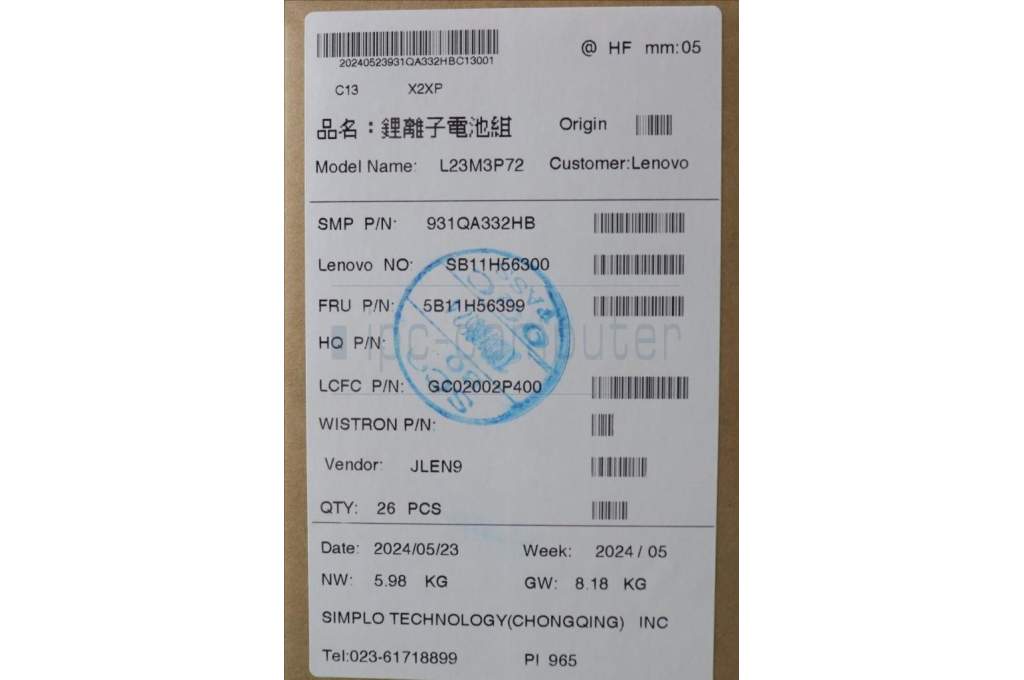 @ HF mm:05
20240523931QA332HBC13001
C13 X2XP
品名：鋰離子電池組 Origin
Model Name: L23M3P72 Customer:Lenovo
SMP P/N: 931QA332HB
Lenovo NO: SB11H56300
FRU P/N: 5B11H56399
ipc-computer
HQ P/N:
LCFC P/N: GC02002P400
WISTRON P/N:
Vendor: JLEN9
QTY: 26 PCS
Date: 2024/05/23 Week: 2024 / 05
NW: 5.98 KG GW: 8.18 KG
SIMPLO TECHNOLOGY(CHONGQING) INC
Tel:023-61718899 PI 965